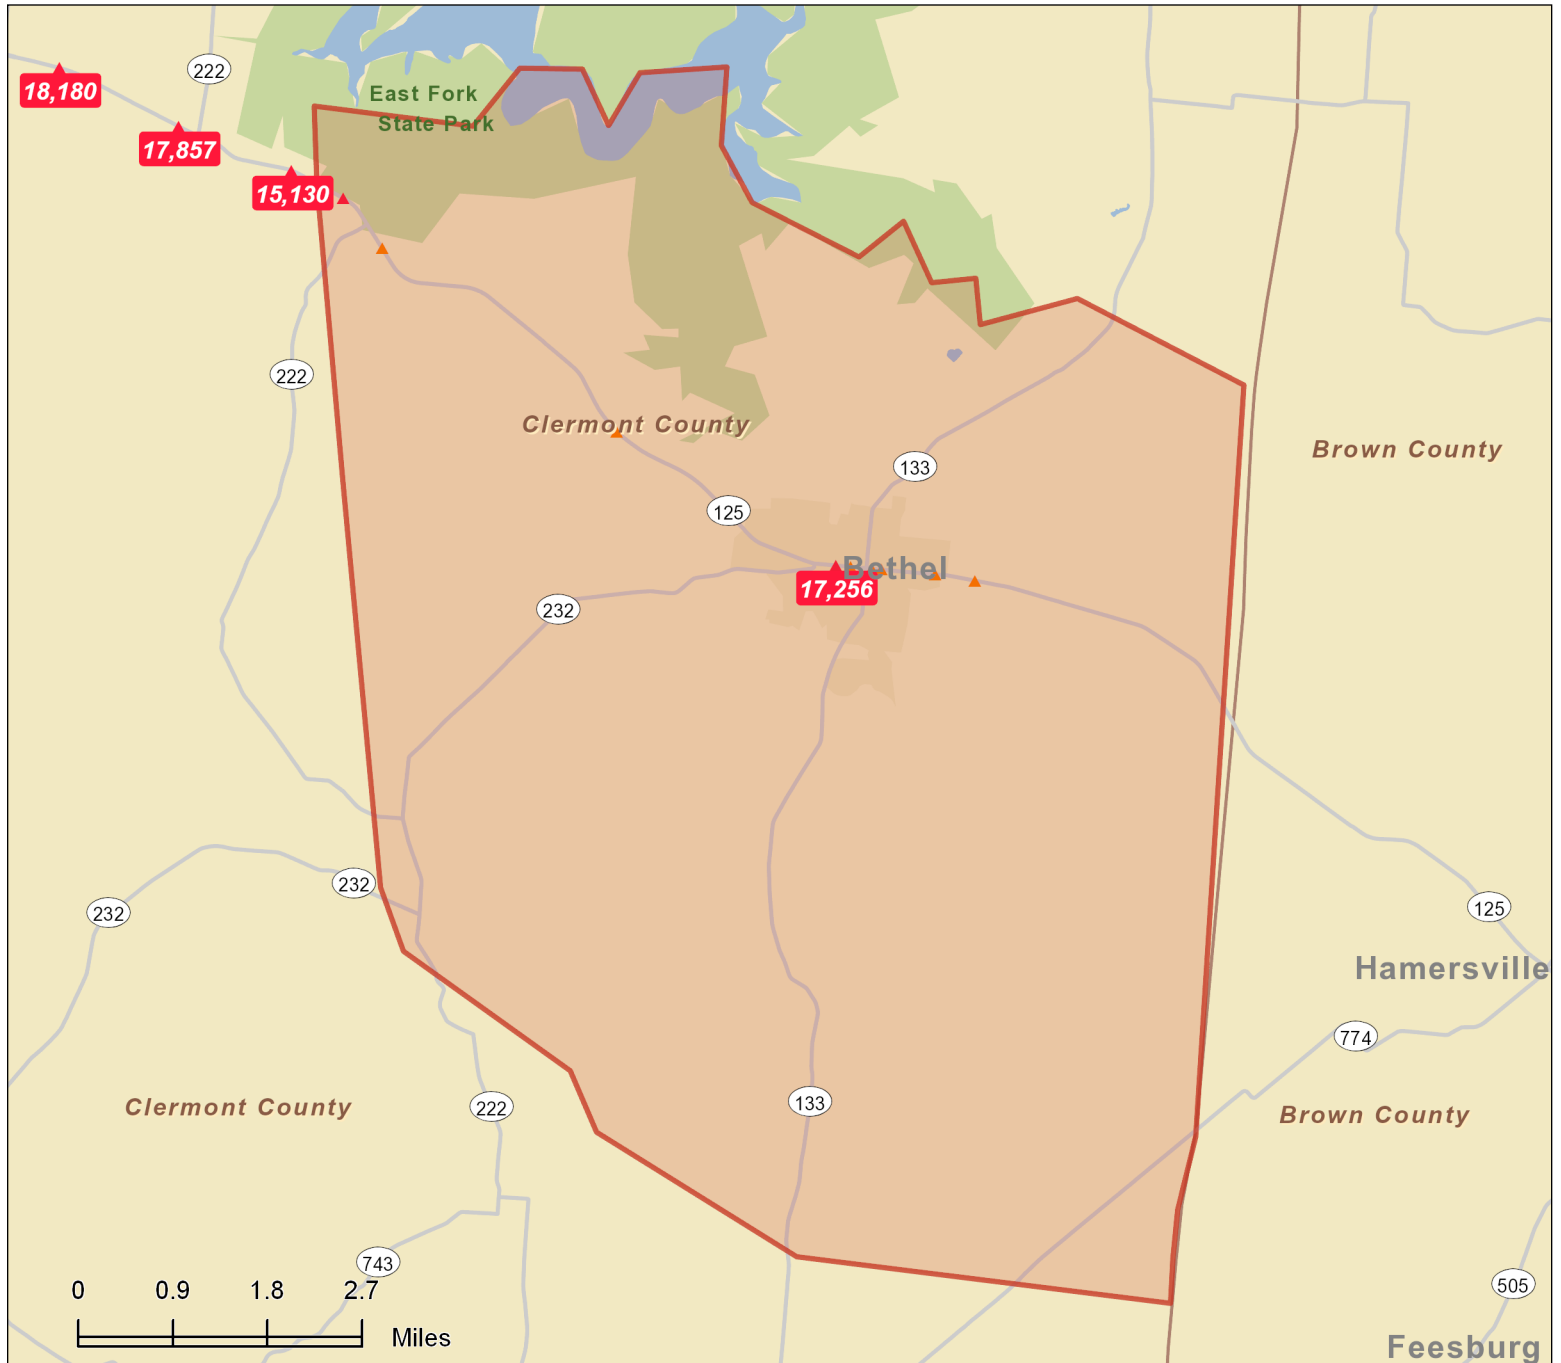 222
18,180
East Fork
State Park
17,857
15,130
222
Clermont County
Brown County
133
125
Bethel
17,256
232
232
125
232
Hamersville
774
133
222
Clermont County
Brown County
743
505
0 0.9 1.8 2.7
Miles
Feesburg